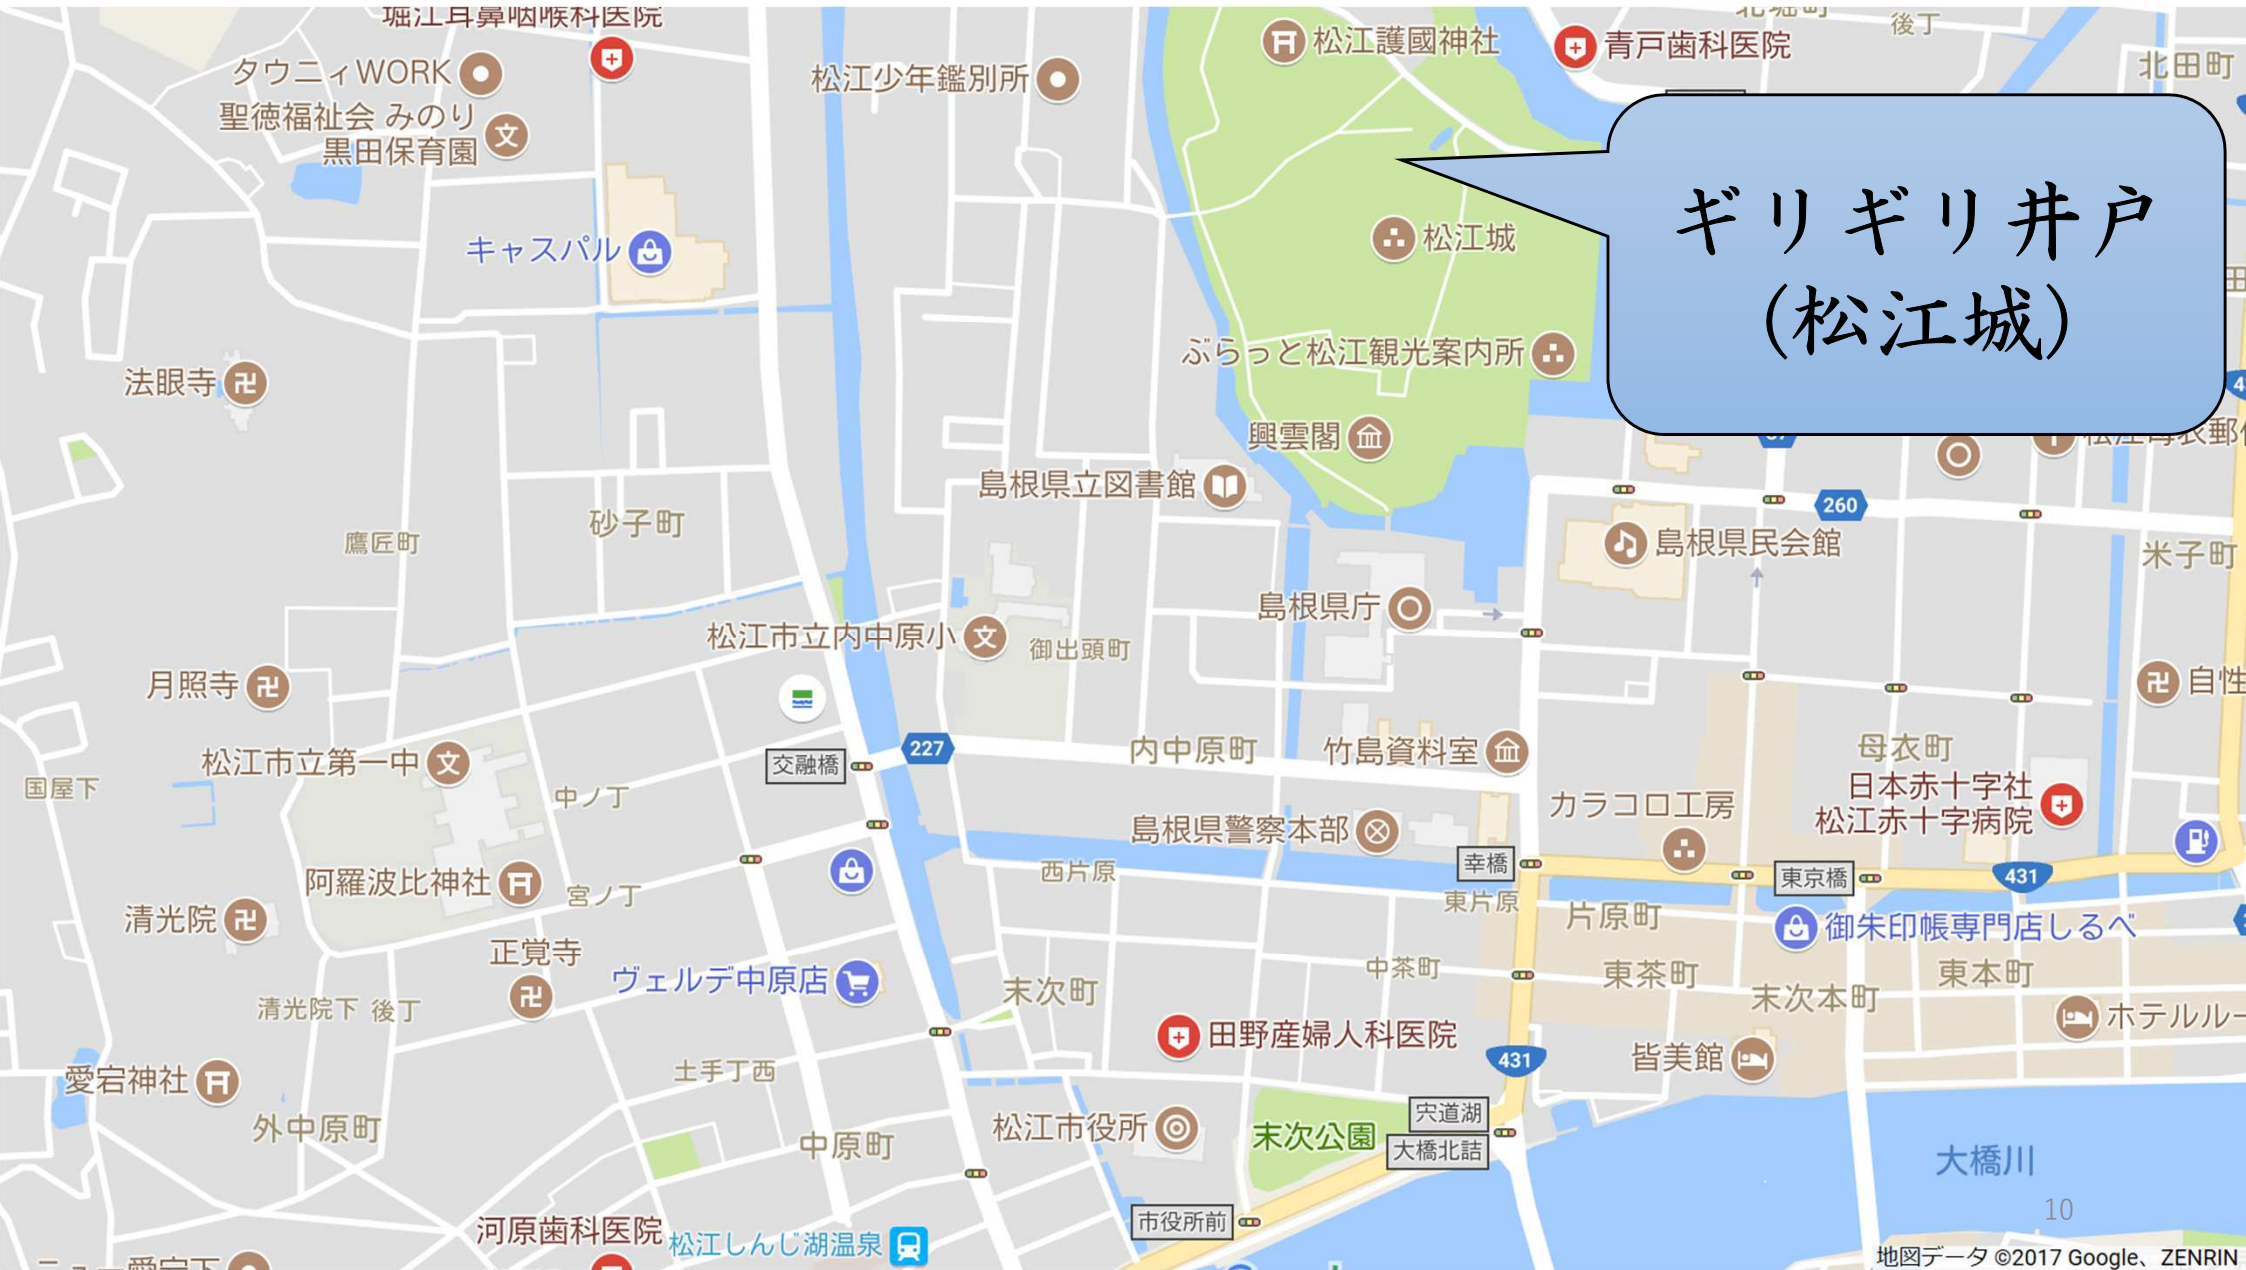 堀江耳鼻咽喉科医院
タウニィWORK
聖徳福祉会 みのり
黒田保育園
松江少年鑑別所
松江護國神社
青戸歯科医院
北堀町
後丁
北田町
ギリギリ井戸
(松江城)
キャスパル
松江城
ぶらっと松江観光案内所
法眼寺
興雲閣
島根県立図書館
鷹匠町
砂子町
260
島根県民会館
米子町
島根県庁
松江市立内中原小
御出頭町
月照寺
自性
松江市立第一中
国屋下
交融橋
227
内中原町
竹島資料室
母衣町
日本赤十字社
松江赤十字病院
中ノ丁
カラコロ工房
島根県警察本部
西片原
幸橋
東京橋
431
阿羅波比神社
宮ノ丁
東片原
片原町
御朱印帳専門店しるべ
清光院
正覚寺
ヴェルデ中原店
末次町
中茶町
東茶町
末次本町
東本町
清光院下 後丁
田野産婦人科医院
ホテルルー
431
皆美館
愛宕神社
土手丁西
外中原町
中原町
松江市役所
末次公園
宍道湖
大橋北詰
大橋川
10
市役所前
河原歯科医院
松江しんじ湖温泉
地図データ ©2017 Google、ZENRIN